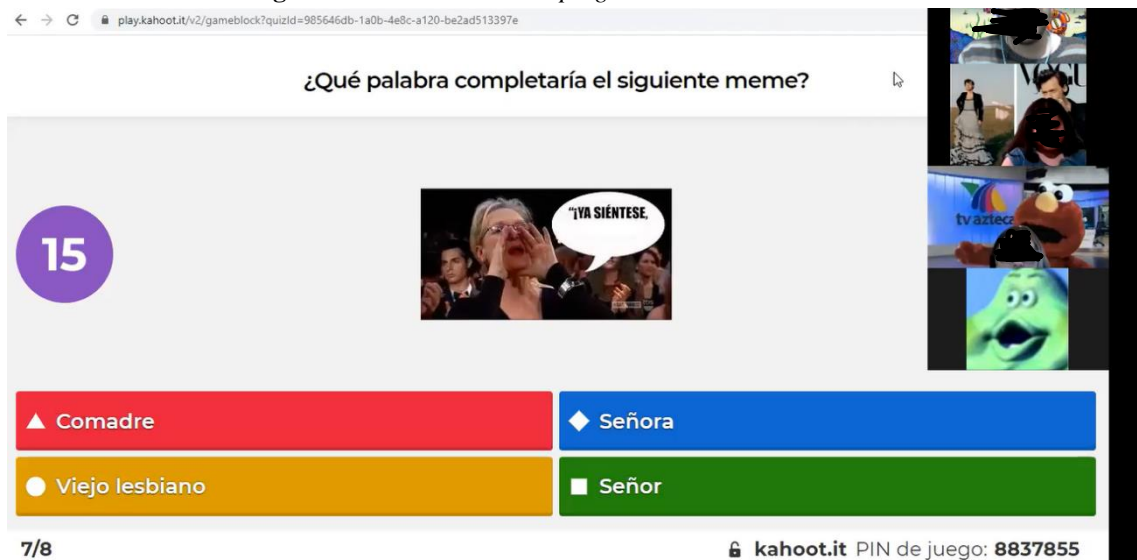 play.kahoot.it/v2/gameblock?quizId=985646db-1a0b-4e8c-a120-be2ad513397e
¿Qué palabra completaría el siguiente meme?
15
"¡YA SIÉNTESE,
tv azteca
Comadre
Señora
Viejo lesbiano
Señor
7/8
kahoot.it PIN de juego: 8837855